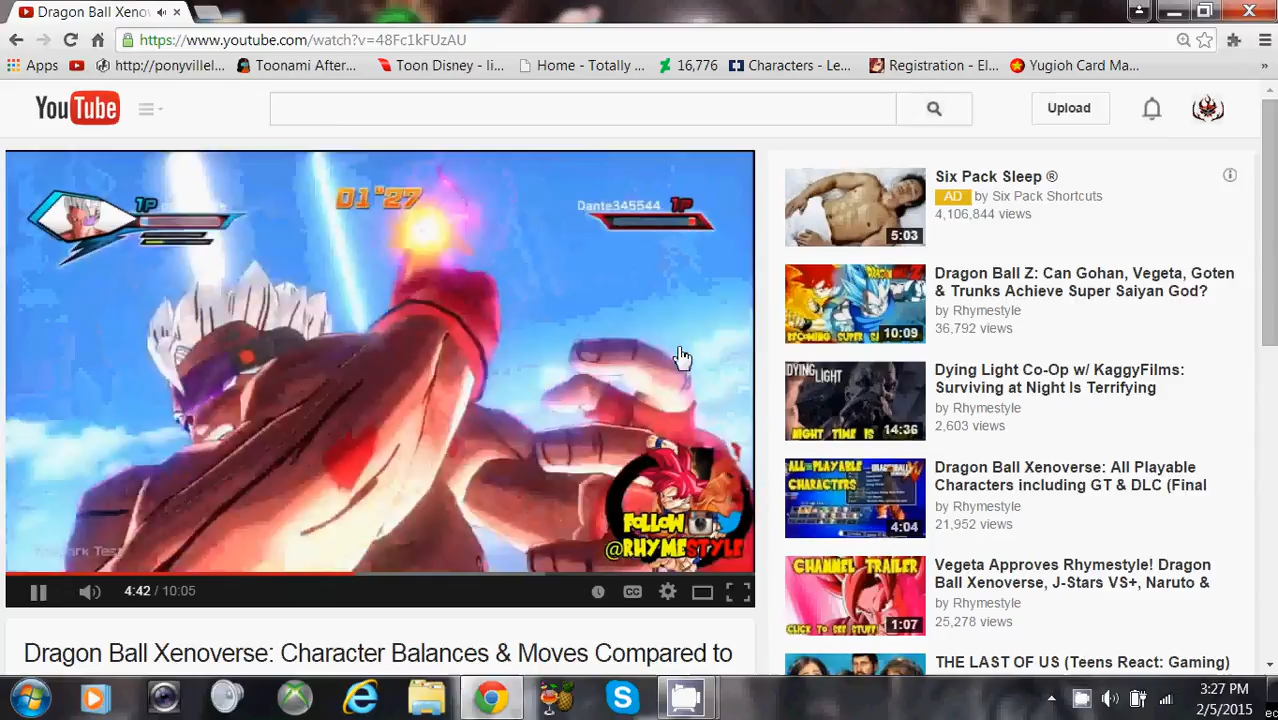 Dragon Ball Xenov
https://www.youtube.com/watch?v=48Fc1kFUzAU
Apps
http://ponyvillel...
Toonami After...
Toon Disney - li...
Home - Totally ...
16,776
Characters - Le...
Registration - El...
Yugioh Card Ma...
»
YouTube
Upload
1P
01"27
Dante345544
1P
FOLLOW
@RHYMESTYLE
4:42 / 10:05
CC
Dragon Ball Xenoverse: Character Balances & Moves Compared to
Six Pack Sleep ®
AD by Six Pack Shortcuts
4,106,844 views
5:03
Dragon Ball Z: Can Gohan, Vegeta, Goten
& Trunks Achieve Super Saiyan God?
by Rhymestyle
36,792 views
10:09
Dying Light Co-Op w/ KaggyFilms:
Surviving at Night Is Terrifying
by Rhymestyle
2,603 views
DYING LIGHT
NIGHT TIME IS
14:36
Dragon Ball Xenoverse: All Playable
Characters including GT & DLC (Final
by Rhymestyle
21,952 views
ALL PLAYABLE
CHARACTERS
4:04
Vegeta Approves Rhymestyle! Dragon
Ball Xenoverse, J-Stars VS+, Naruto &
by Rhymestyle
25,278 views
CHANNEL TRAILER
CLICK TO SEE STUFF
1:07
THE LAST OF US (Teens React: Gaming)
3:27 PM
2/5/2015